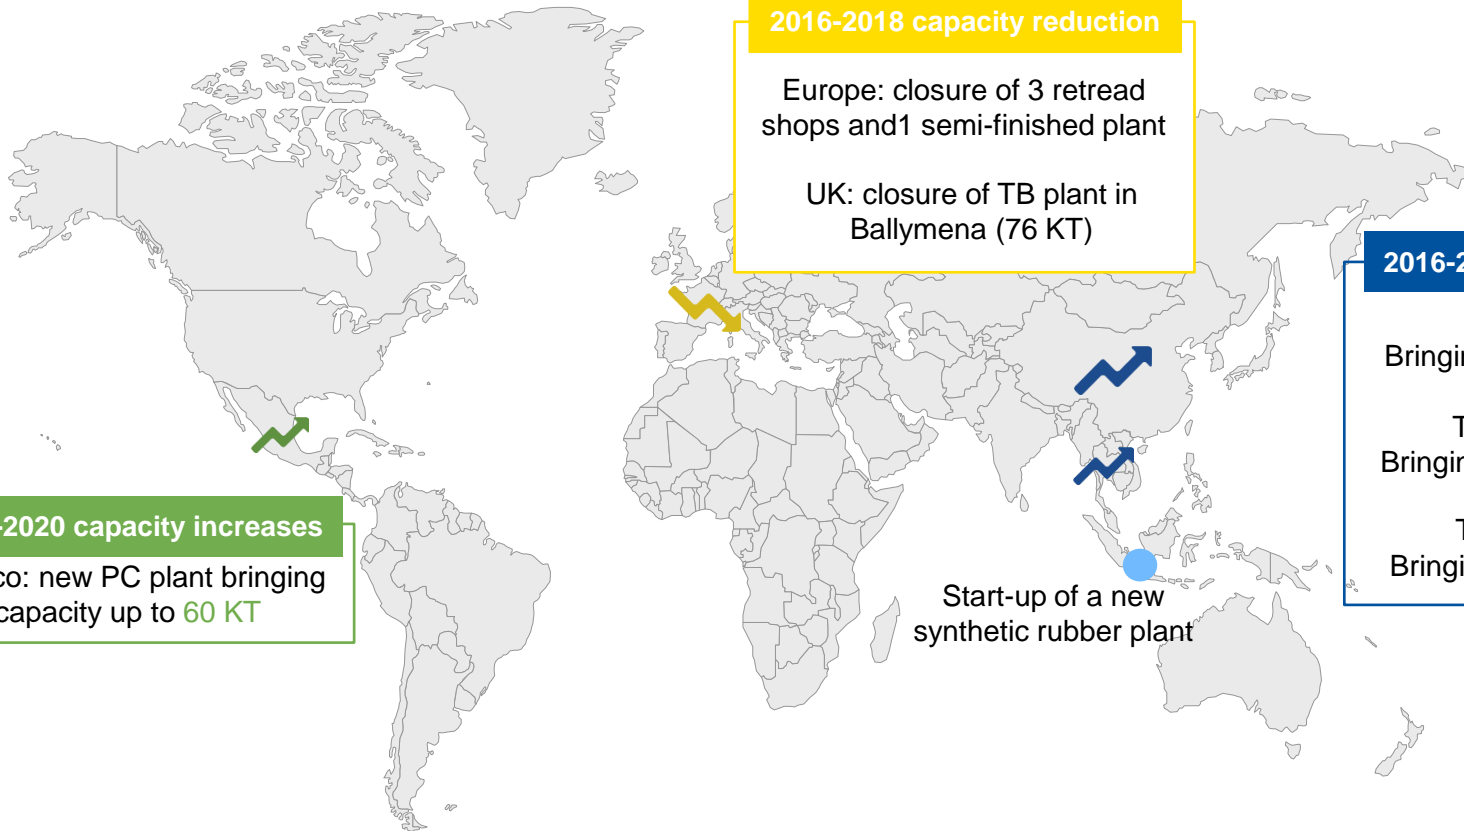 2016-2018 capacity reduction
Europe: closure of 3 retread
shops and1 semi-finished plant
UK: closure of TB plant in
Ballymena (76 KT)
2016-2
Bringin
T
Bringin
T
Bringi
-2020 capacity increases
co: new PC plant bringing
capacity up to 60 KT
Start-up of a new
synthetic rubber plant